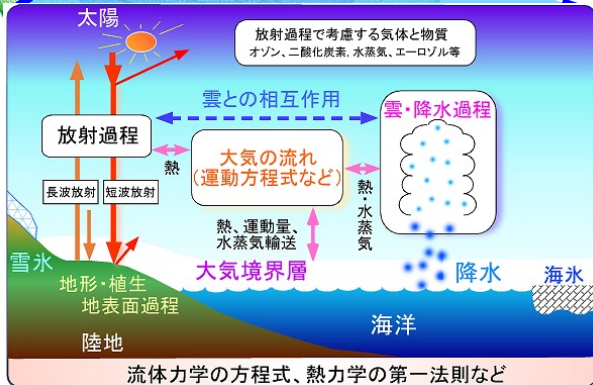 太陽
放射過程で考慮する気体と物質
オゾン、二酸化炭素、水蒸気、エーロゾル等
雲との相互作用
雲・降水過程
放射過程
熱
大気の流れ
(運動方程式など)
熱・水蒸気
長波放射
短波放射
熱、運動量、
水蒸気輸送
雪氷
大気境界層
降水
海氷
地形・植生
地表面過程
海洋
陸地
流体力学の方程式、熱力学の第一法則など